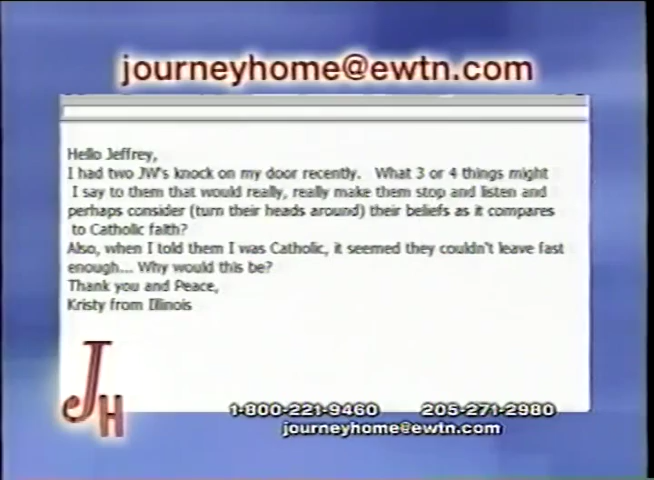 journeyhome@ewtn.com
Hello Jeffrey,
I had two JW's knock on my door recently. What 3 or 4 things might
I say to them that would really, really make them stop and listen and
perhaps consider (turn their heads around) their beliefs as it compares
to Catholic faith?
Also, when I told them I was Catholic, it seemed they couldn't leave fast
enough... Why would this be?
Thank you and Peace,
Kristy from Illinois
JH
1-800-221-9460 205-271-2980
journeyhome@ewtn.com